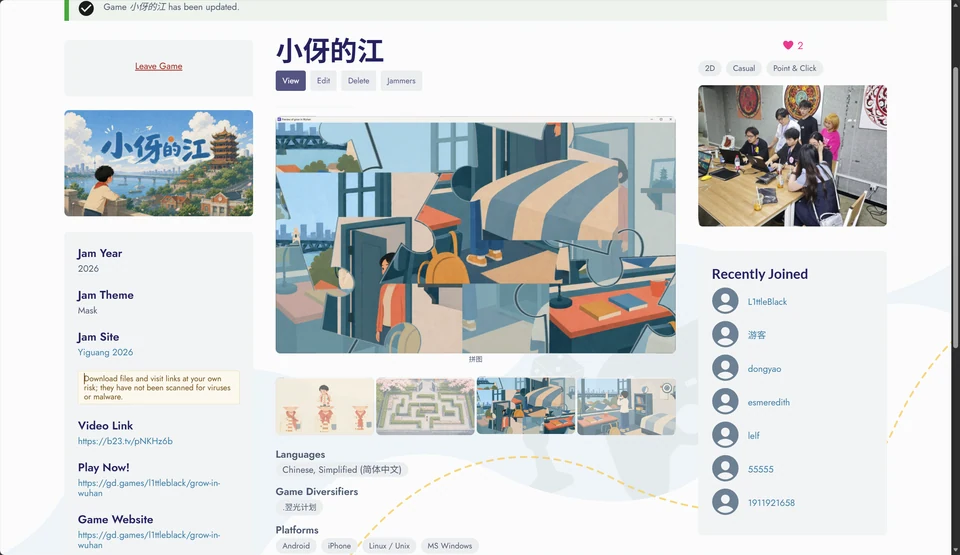 Game 小伢的江 has been updated.
Leave Game
小伢的江
Jam Year
2026
Jam Theme
Mask
Jam Site
Yiguang 2026
Download files and visit links at your own
risk; they have not been scanned for viruses
or malware.
Video Link
https://b23.tv/pNKHz6b
Play Now!
https://gd.games/l1ttleblack/grow-in-
wuhan
Game Website
https://gd.games/l1ttleblack/grow-in-
wuhan
小伢的江
View
Edit
Delete
Jammers
拼图
Languages
Chinese, Simplified (简体中文)
Game Diversifiers
.翌光计划
Platforms
Android
iPhone
Linux / Unix
MS Windows
2
2D
Casual
Point & Click
Recently Joined
L1ttleBlack
游客
dongyao
esmeredith
lelf
55555
1911921658